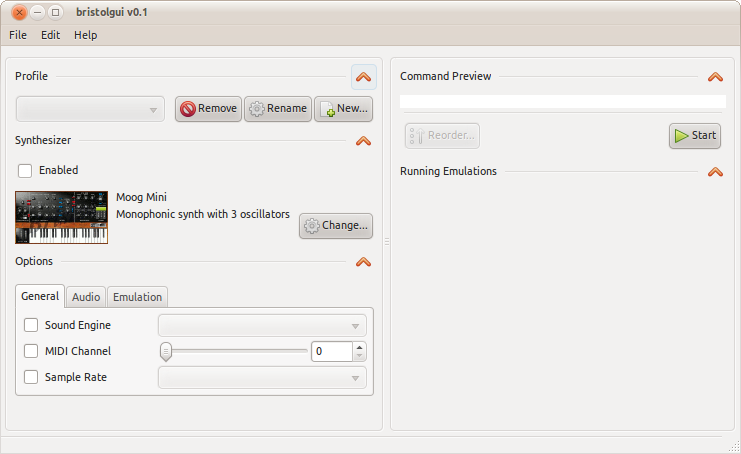 bristolgui v0.1
File Edit Help
Profile
Remove Rename New...
Synthesizer
Enabled
Moog Mini
Monophonic synth with 3 oscillators
Change...
Options
General Audio Emulation
Sound Engine
MIDI Channel 0
Sample Rate
Command Preview
Reorder... Start
Running Emulations